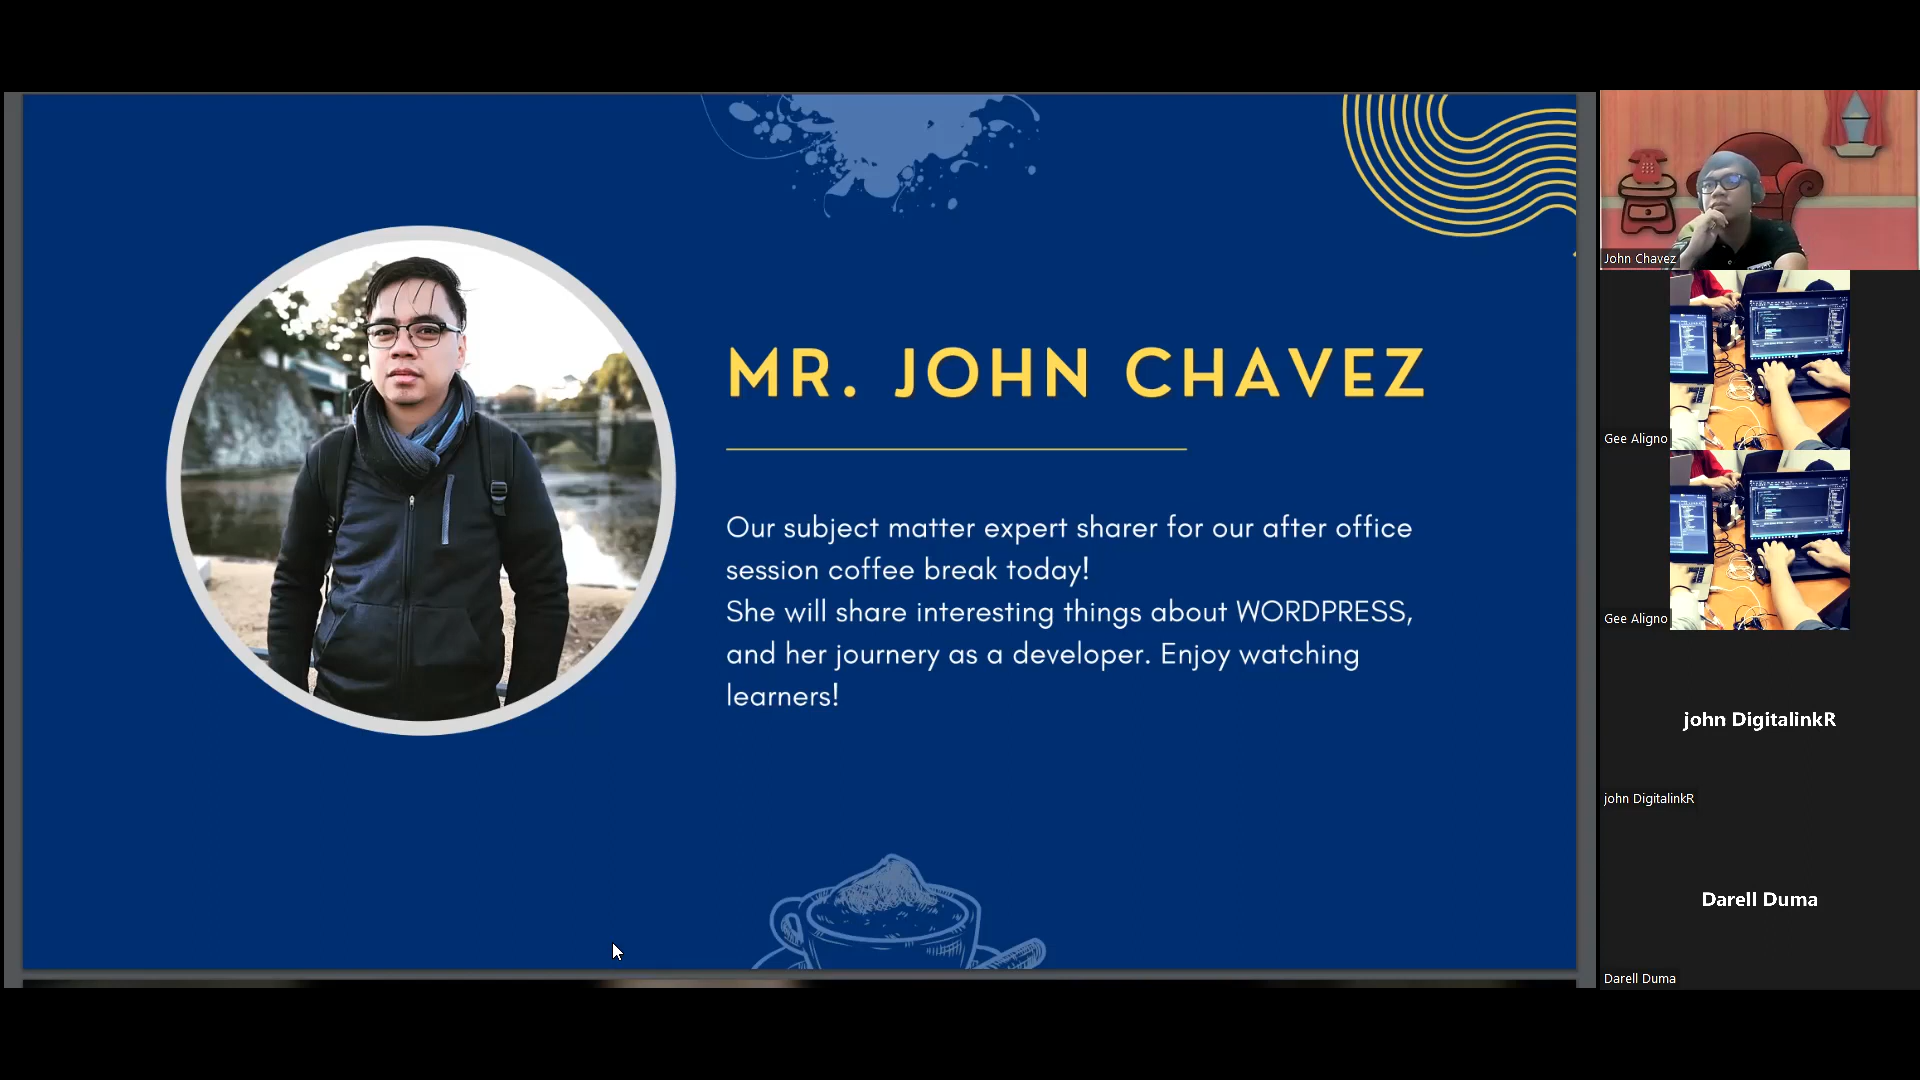 MR. JOHN CHAVEZ
Our subject matter expert sharer for our after office
session coffee break today!
She will share interesting things about WORDPRESS,
and her journery as a developer. Enjoy watching
learners!
John Chavez
Gee Aligno
Gee Aligno
john DigitalinkR
john DigitalinkR
Darell Duma
Darell Duma